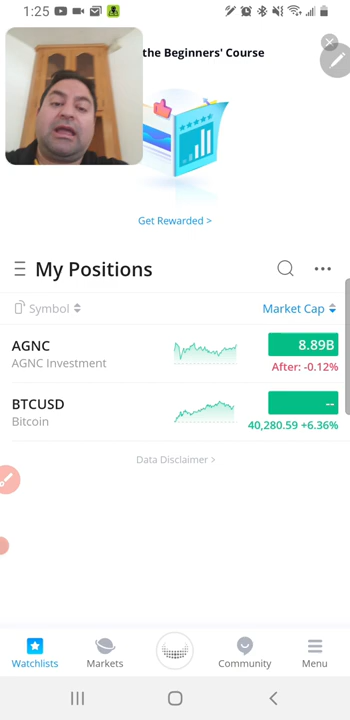 1:25
the Beginners' Course
Get Rewarded >
My Positions
Symbol
Market Cap
AGNC
8.89B
AGNC Investment
After: -0.12%
BTCUSD
--
Bitcoin
40,280.59 +6.36%
Data Disclaimer >
Watchlists
Markets
Community
Menu